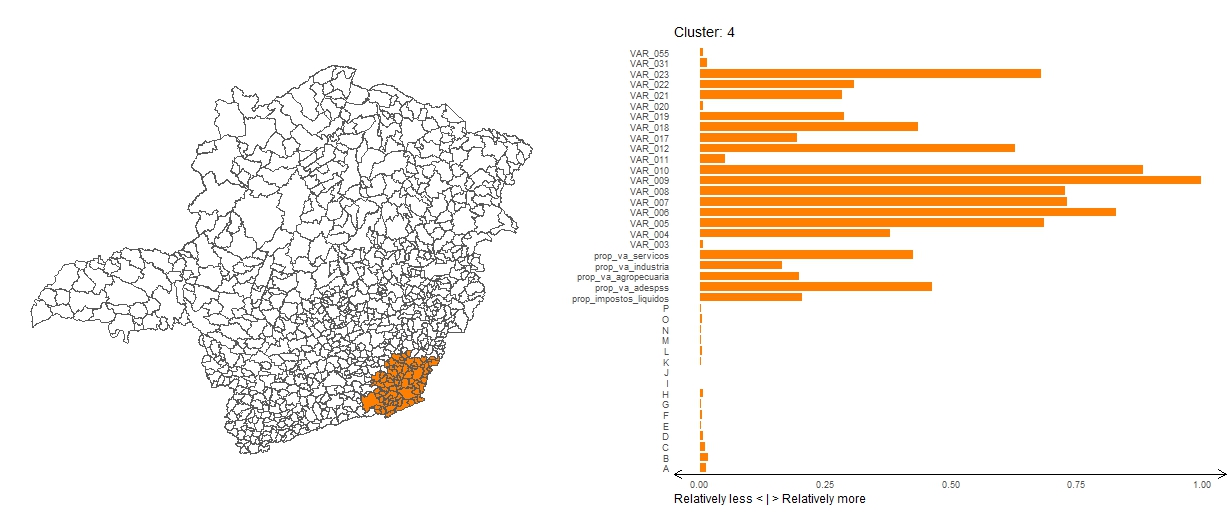 Cluster: 4
VAR_055
VAR_031
VAR_023
VAR_022
VAR_021
VAR_020
VAR_019
VAR_018
VAR_017
VAR_012
VAR_011
VAR_010
VAR_009
VAR_008
VAR_007
VAR_006
VAR_005
VAR_004
VAR_003
prop_va_servicos
prop_va_industria
prop_va_agropecuaria
prop_va_adespss
prop_impostos_liquidos
P
O
N
M
L
K
J
I
H
G
F
E
D
C
B
A
0.00 0.25 0.50 0.75 1.00
Relatively less < | > Relatively more